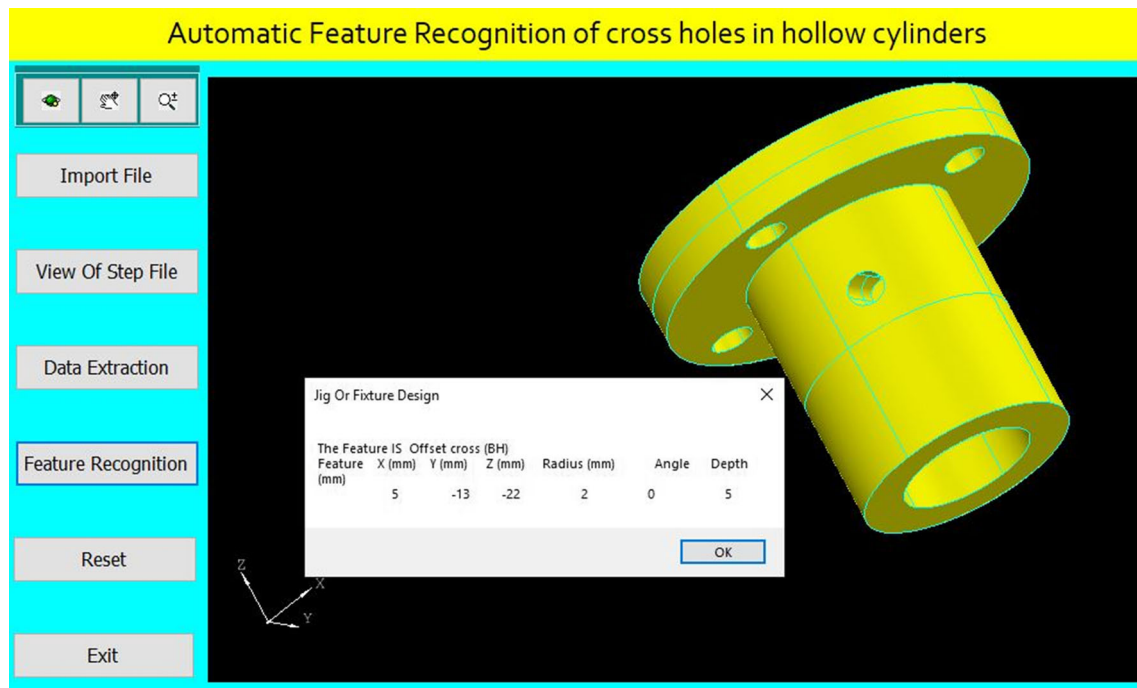 Automatic Feature Recognition of cross holes in hollow cylinders
Import File
View Of Step File
Data Extraction
Feature Recognition
Reset
Exit
Jig Or Fixture Design
The Feature IS  Offset cross (BH)
Feature X (mm) Y (mm) Z (mm) Radius (mm) Angle Depth
(mm)
5 -13 -22 2 0 5
OK
Z
X
Y